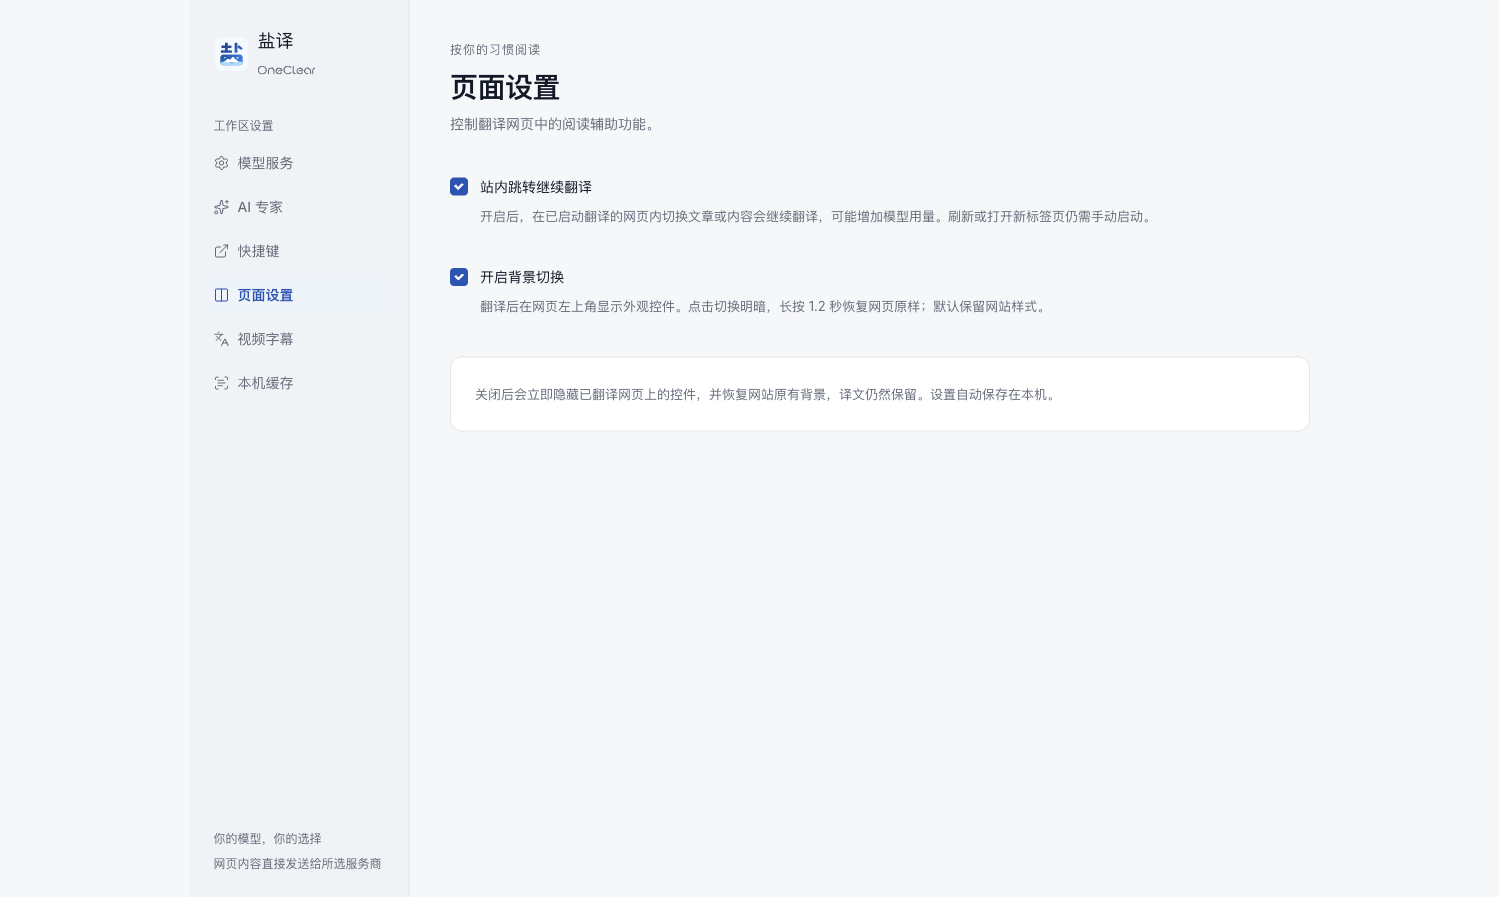 盐
盐译
OneClear
工作区设置
模型服务
AI 专家
快捷键
页面设置
视频字幕
本机缓存
你的模型，你的选择
网页内容直接发送给所选服务商
按你的习惯阅读
页面设置
控制翻译网页中的阅读辅助功能。
站内跳转继续翻译
开启后，在已启动翻译的网页内切换文章或内容会继续翻译，可能增加模型用量。刷新或打开新标签页仍需手动启动。
开启背景切换
翻译后在网页左上角显示外观控件。点击切换明暗，长按 1.2 秒恢复网页原样；默认保留网站样式。
关闭后会立即隐藏已翻译网页上的控件，并恢复网站原有背景，译文仍然保留。设置自动保存在本机。